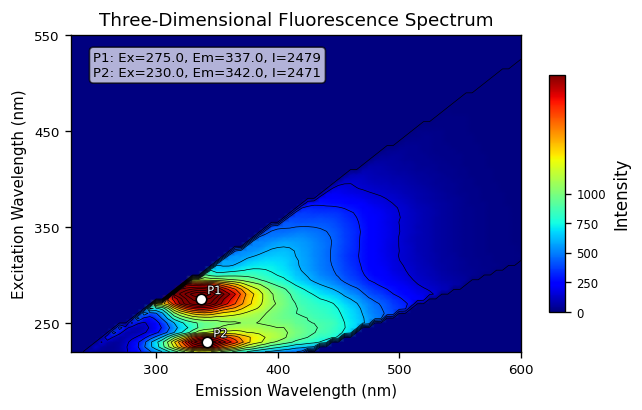 Three-Dimensional Fluorescence Spectrum
550
450
350
250
300
400
500
600
Excitation Wavelength (nm)
Emission Wavelength (nm)
P1: Ex=275.0, Em=337.0, I=2479
P2: Ex=230.0, Em=342.0, I=2471
P1
P2
1000
750
500
250
0
Intensity